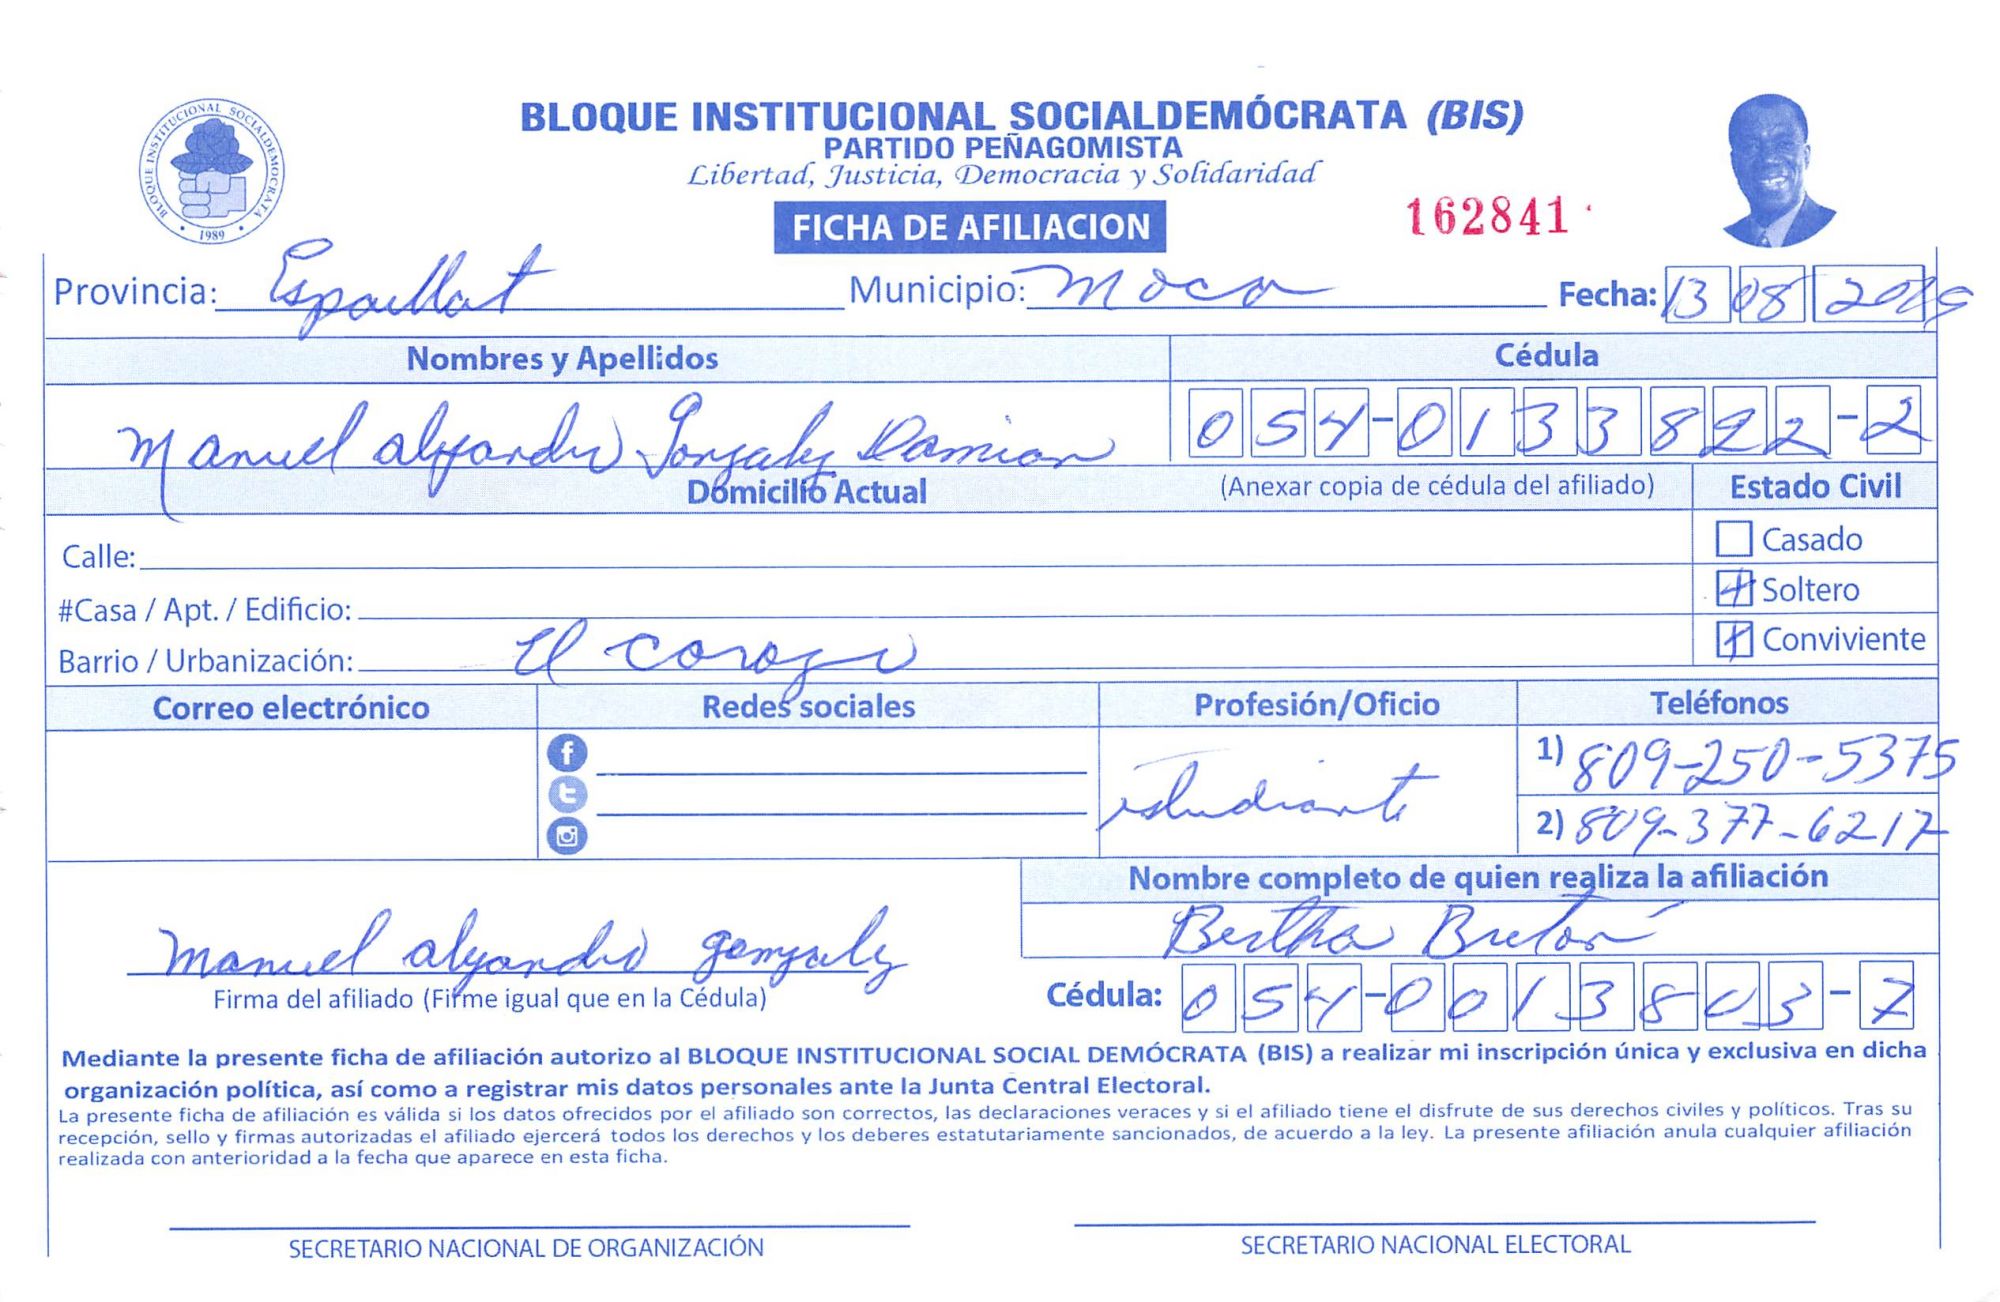 BLOQUE INSTITUCIONAL SOCIALDEMÓCRATA (BIS)
PARTIDO PEÑAGOMISTA
Libertad, Justicia, Democracia y Solidaridad
BLOQUE INSTITUCIONAL SOCIALDEMOCRATA
1989
FICHA DE AFILIACION
162841
Provincia: Espaillat Municipio: Moca Fecha: 13 08 2019
Nombres y Apellidos Cédula
Manuel alejandro Gonzalez Damian 054-0133822-2
Domicilio Actual (Anexar copia de cédula del afiliado) Estado Civil
Calle: Casado
#Casa / Apt. / Edificio: Soltero
Barrio / Urbanización: El Corozo Conviviente
Correo electrónico Redes sociales Profesión/Oficio Teléfonos
estudiante 1) 809-250-5375
2) 809-377-6217
Nombre completo de quien realiza la afiliación
Bertha Bretón
Manuel alejandro gonzalez
Firma del afiliado (Firme igual que en la Cédula) Cédula: 054-0013803-7
Mediante la presente ficha de afiliación autorizo al BLOQUE INSTITUCIONAL SOCIAL DEMÓCRATA (BIS) a realizar mi inscripción única y exclusiva en dicha
organización política, así como a registrar mis datos personales ante la Junta Central Electoral.
La presente ficha de afiliación es válida si los datos ofrecidos por el afiliado son correctos, las declaraciones veraces y si el afiliado tiene el disfrute de sus derechos civiles y políticos. Tras su
recepción, sello y firmas autorizadas el afiliado ejercerá todos los derechos y los deberes estatutariamente sancionados, de acuerdo a la ley. La presente afiliación anula cualquier afiliación
realizada con anterioridad a la fecha que aparece en esta ficha.
SECRETARIO NACIONAL DE ORGANIZACIÓN SECRETARIO NACIONAL ELECTORAL